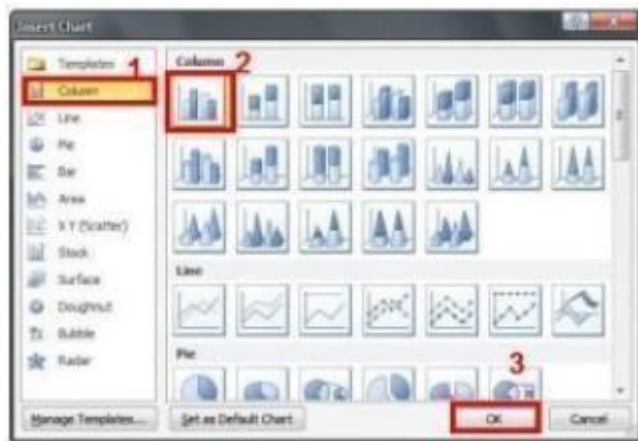 Insert Chart
Templates
1
Column
Line
Pie
Bar
Area
X Y (Scatter)
Stock
Surface
Doughnut
Bubble
Radar
Column
2
Line
Pie
3
Manage Templates...
Set as Default Chart
OK
Cancel